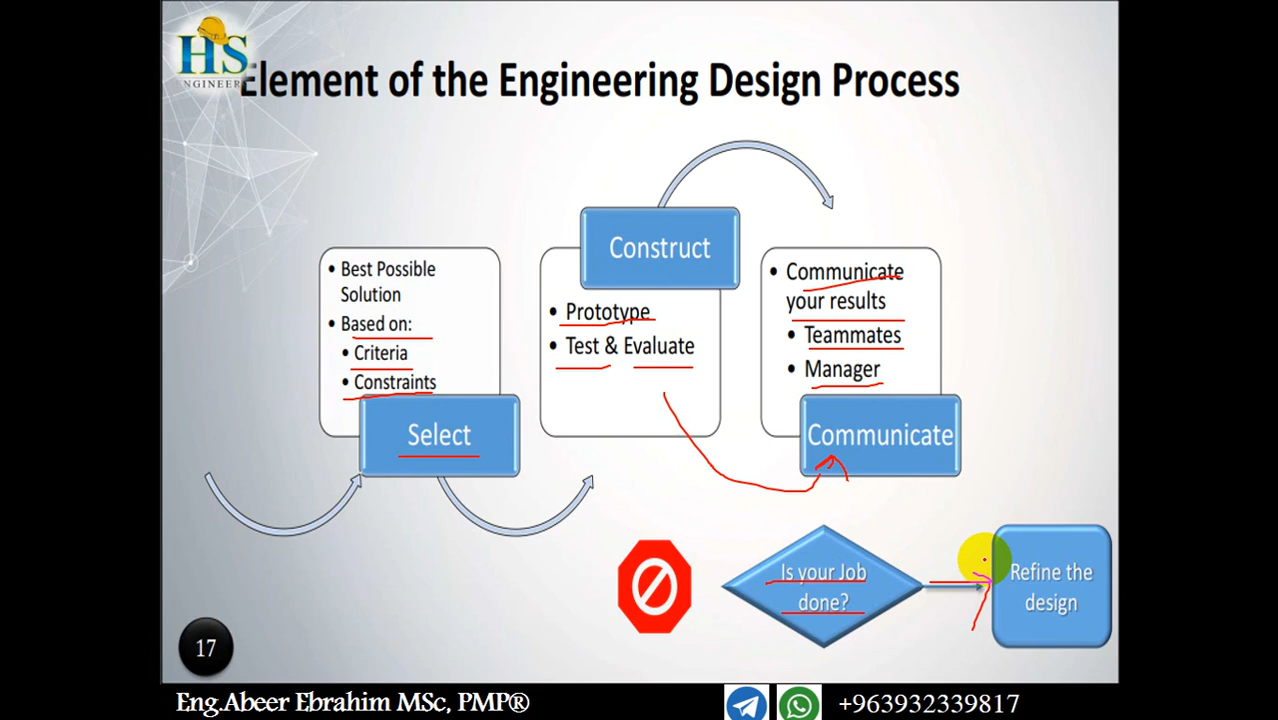 HS
NGINEER
Element of the Engineering Design Process
• Best Possible
Solution
• Based on:
• Criteria
• Constraints
Select
Construct
• Prototype
• Test & Evaluate
• Communicate
your results
• Teammates
• Manager
Communicate
Is your Job
done?
Refine the
design
17
Eng.Abeer Ebrahim MSc, PMP®
+963932339817